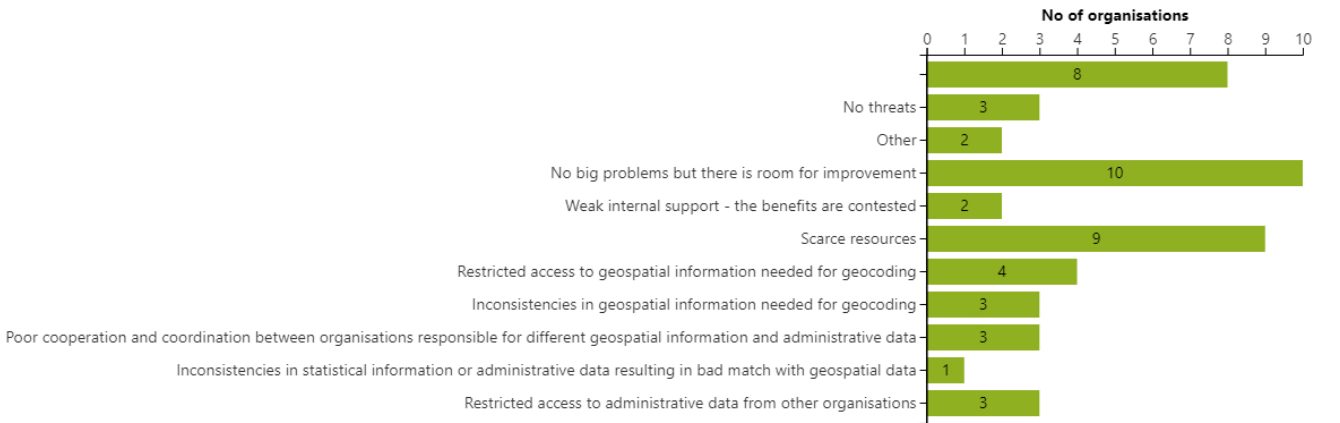 No of organisations
0 1 2 3 4 5 6 7 8 9 10
8
No threats 3
Other 2
No big problems but there is room for improvement 10
Weak internal support - the benefits are contested 2
Scarce resources 9
Restricted access to geospatial information needed for geocoding 4
Inconsistencies in geospatial information needed for geocoding 3
Poor cooperation and coordination between organisations responsible for different geospatial information and administrative data 3
Inconsistencies in statistical information or administrative data resulting in bad match with geospatial data 1
Restricted access to administrative data from other organisations 3